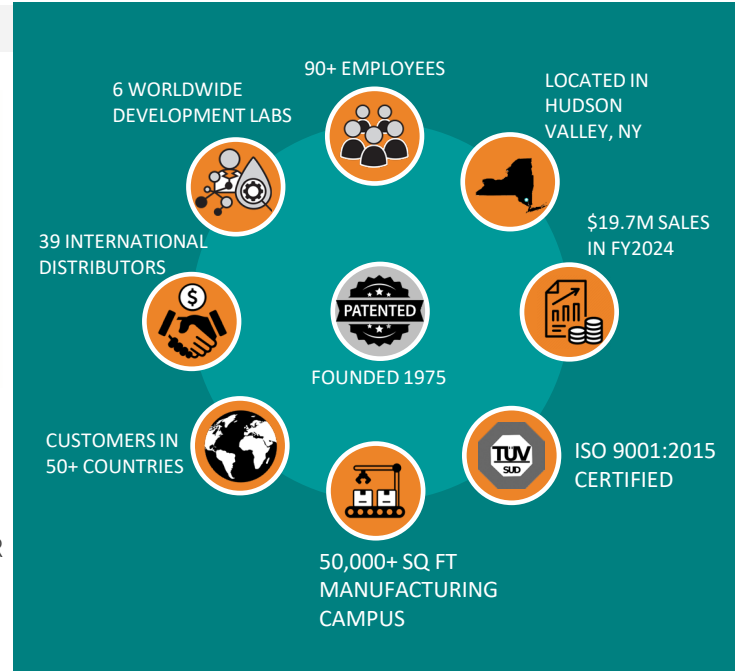 90+ EMPLOYEES
6 WORLDWIDE
DEVELOPMENT LABS
LOCATED IN
HUDSON
VALLEY, NY
39 INTERNATIONAL
DISTRIBUTORS
$
$19.7M SALES
IN FY2024
PATENTED
FOUNDED 1975
CUSTOMERS IN
50+ COUNTRIES
TÜV
SUD
ISO 9001:2015
CERTIFIED
R
50,000+ SQ FT
MANUFACTURING
CAMPUS